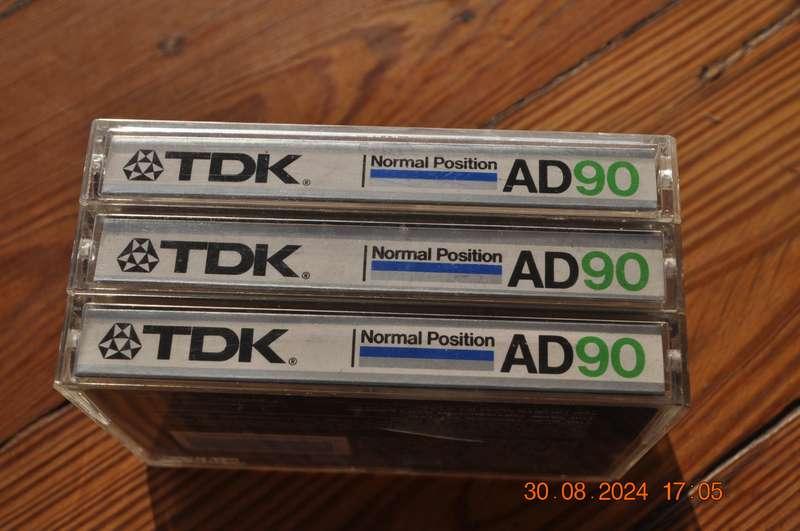 TDK® Normal Position AD90
TDK® Normal Position AD90
TDK® Normal Position AD90
30.08.2024 17:05